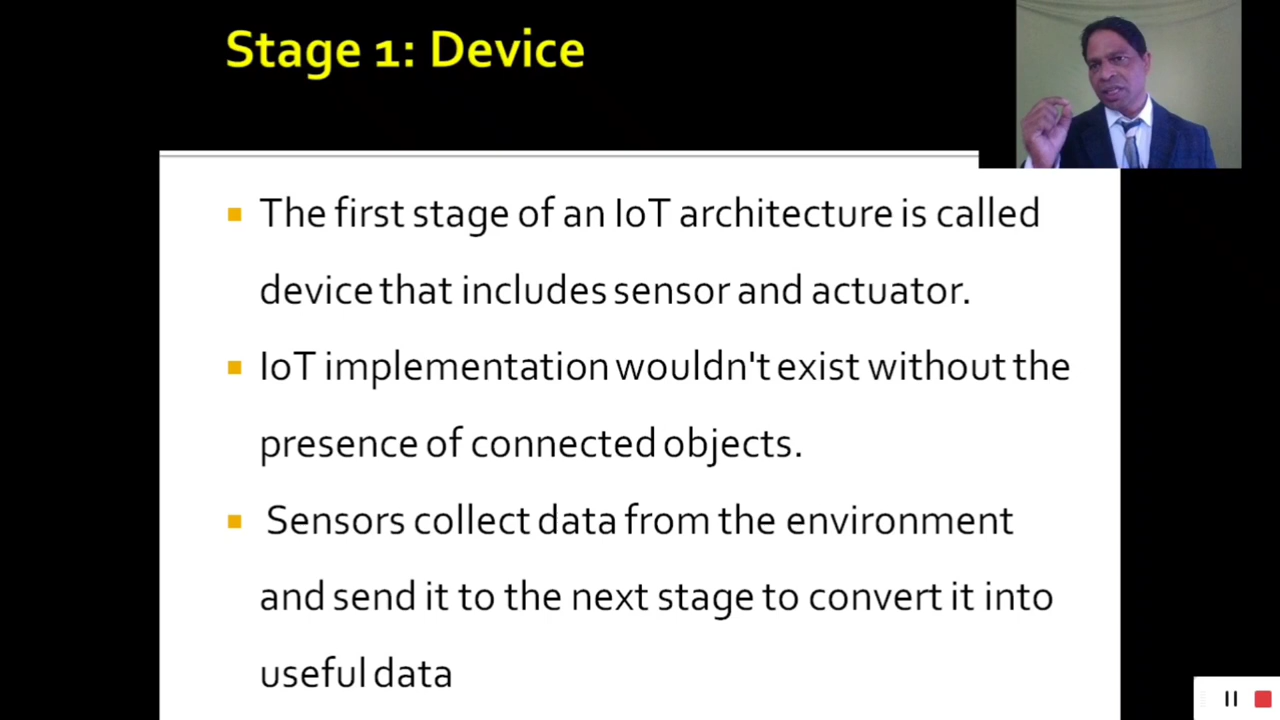 Stage 1: Device
The first stage of an IoT architecture is called
device that includes sensor and actuator.
IoT implementation wouldn't exist without the
presence of connected objects.
Sensors collect data from the environment
and send it to the next stage to convert it into
useful data